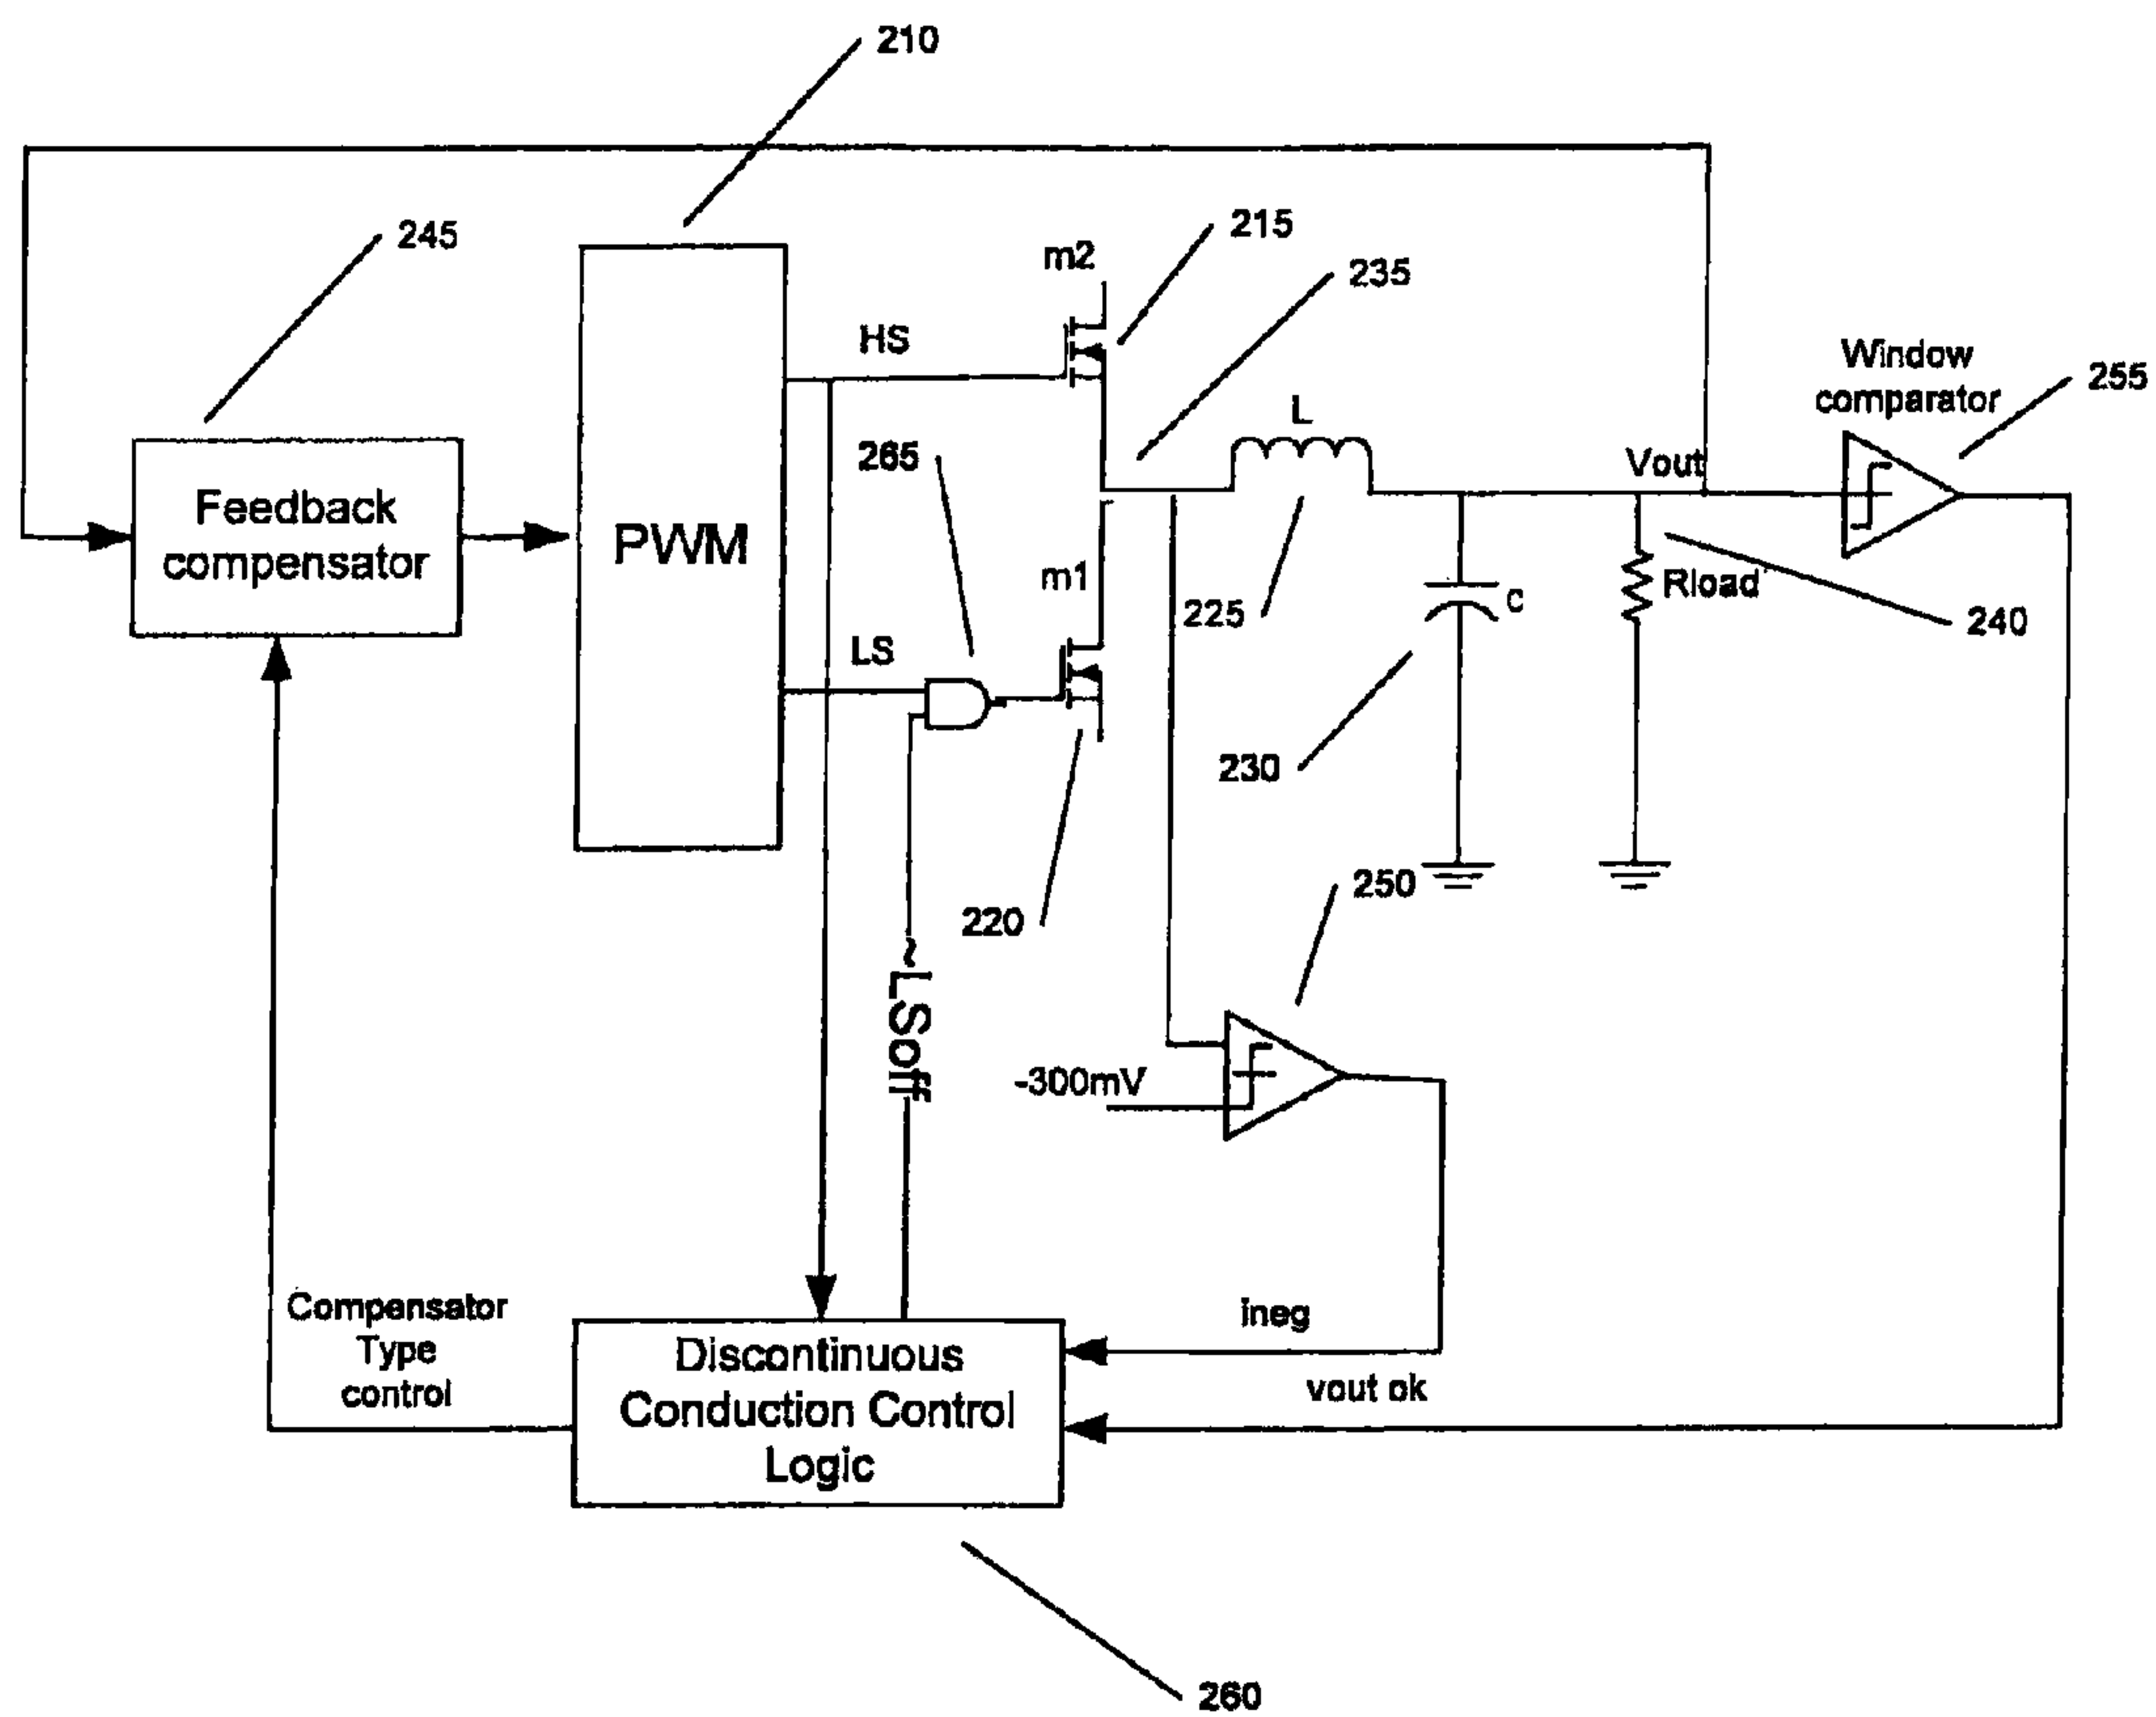 210
245
215
m2
235
HS
Window
comparator
255
L
265
Vout
Feedback
compensator
PWM
m1
Rload
C
225
240
LS
230
250
220
~LSoff
-300mV
Compensator
Type
control
ineg
Discontinuous
Conduction Control
Logic
vout ok
260